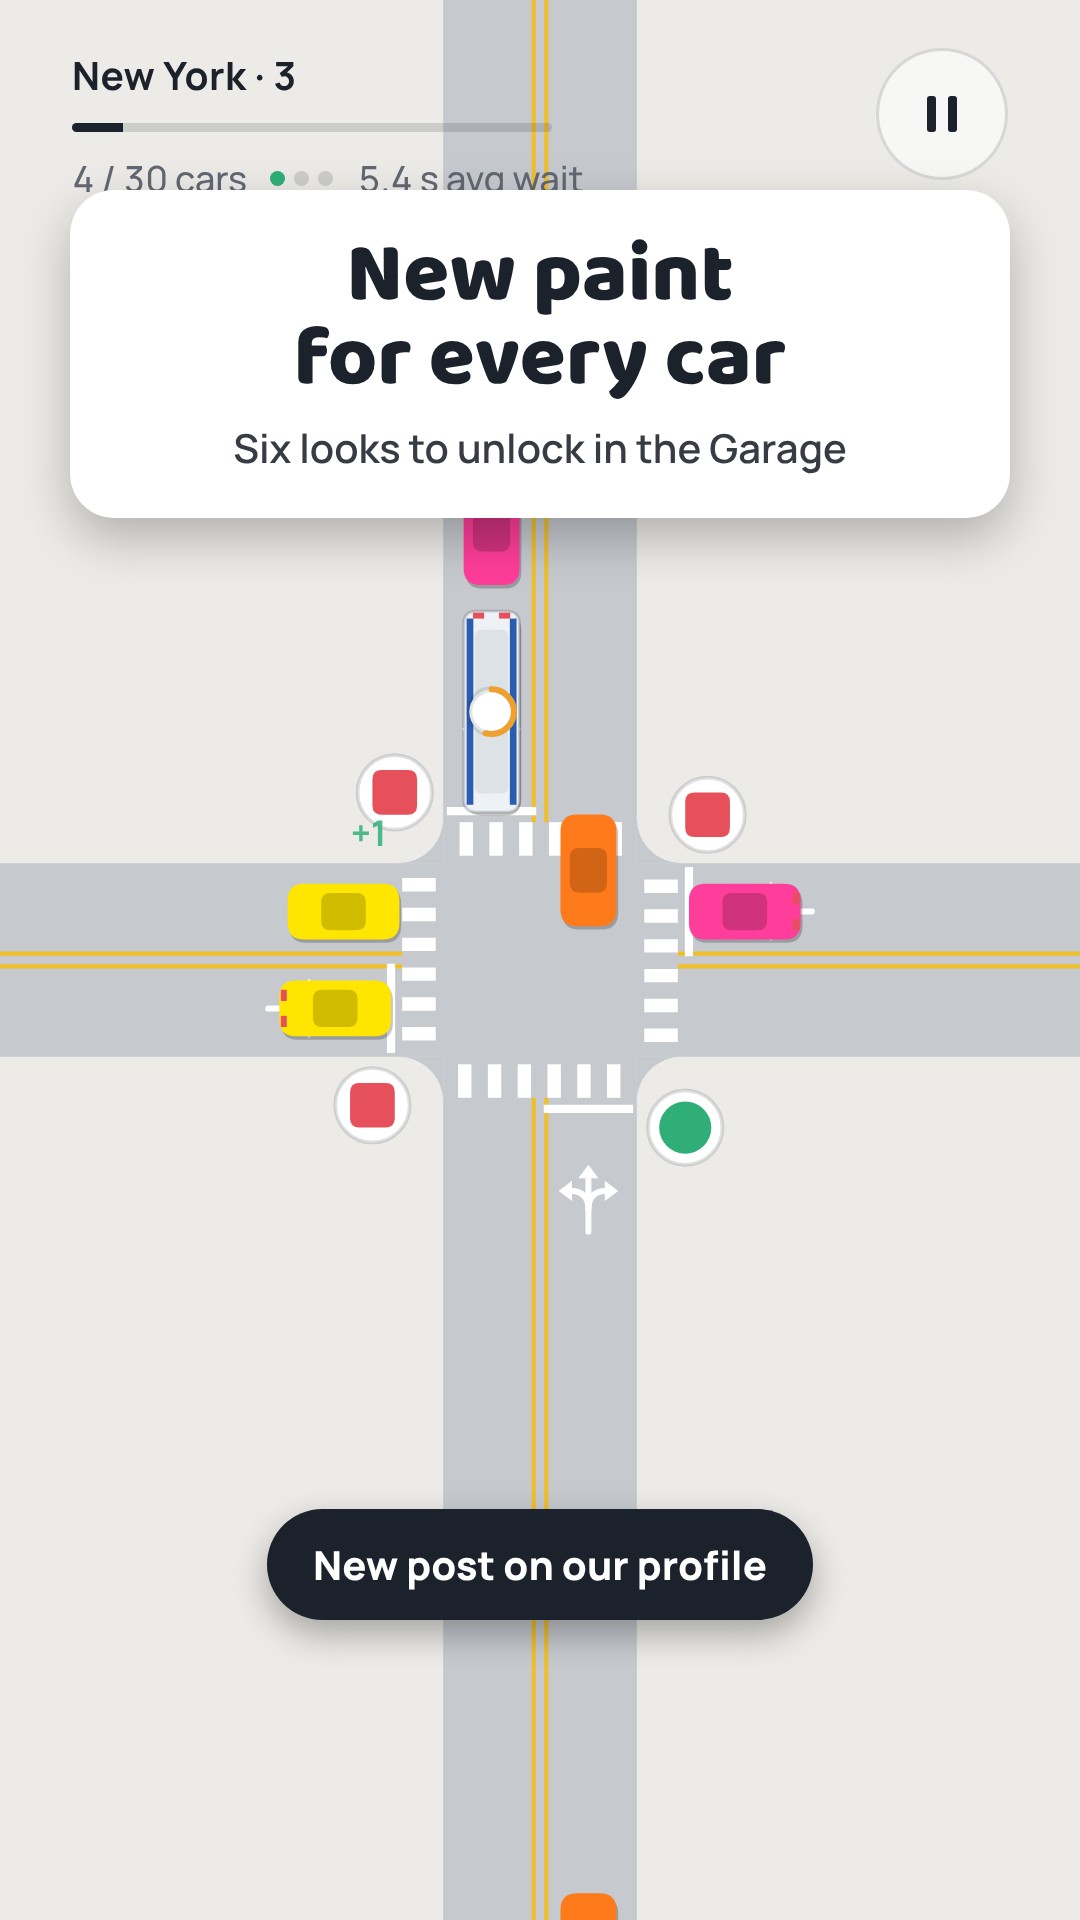 New York · 3
4 / 30 cars 5.4 s avg wait
New paint
for every car
Six looks to unlock in the Garage
+1
New post on our profile